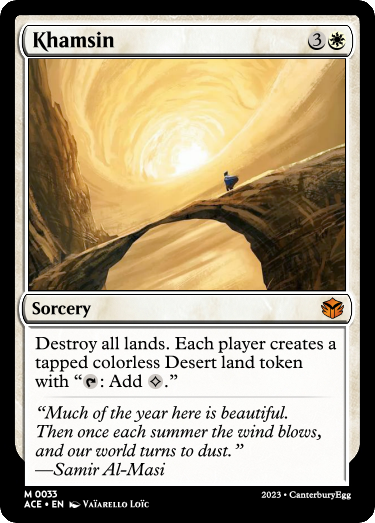 Khamsin 3
Sorcery
Destroy all lands. Each player creates a
tapped colorless Desert land token
with “: Add .”
“Much of the year here is beautiful.
Then once each summer the wind blows,
and our world turns to dust.”
—Samir Al-Masi
M 0033
ACE • EN Vaïarello Loïc
2023 • CanterburyEgg